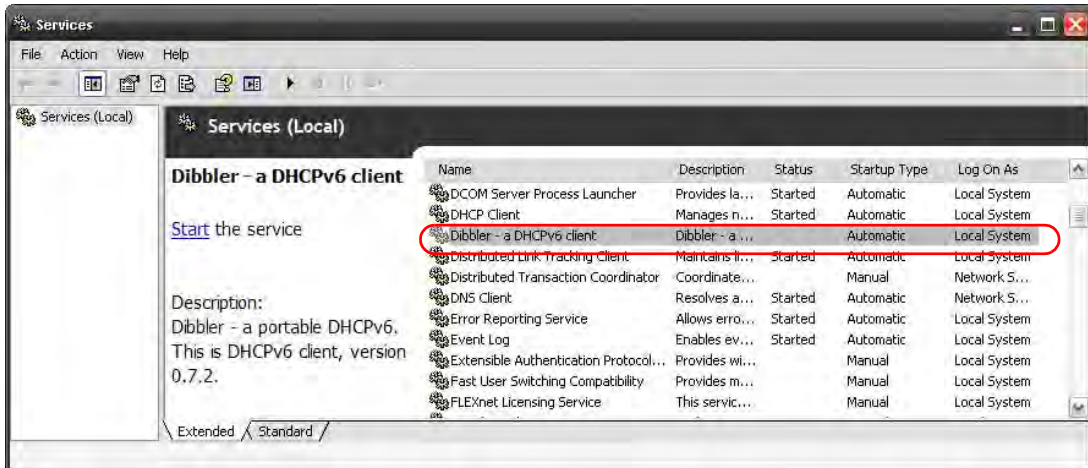 Services
File Action View Help
Services (Local)
Services (Local)
Dibbler – a DHCPv6 client
Start the service
Description:
Dibbler - a portable DHCPv6.
This is DHCPv6 client, version
0.7.2.
Name Description Status Startup Type Log On As
DCOM Server Process Launcher Provides la... Started Automatic Local System
DHCP Client Manages n... Started Automatic Local System
Dibbler - a DHCPv6 client Dibbler - a ... Automatic Local System
Distributed Link Tracking Client Maintains li... Started Automatic Local System
Distributed Transaction Coordinator Coordinate... Manual Network S...
DNS Client Resolves a... Started Automatic Network S...
Error Reporting Service Allows erro... Started Automatic Local System
Event Log Enables ev... Started Automatic Local System
Extensible Authentication Protocol... Provides wi... Manual Local System
Fast User Switching Compatibility Provides m... Manual Local System
FLEXnet Licensing Service This servic... Manual Local System
Extended Standard